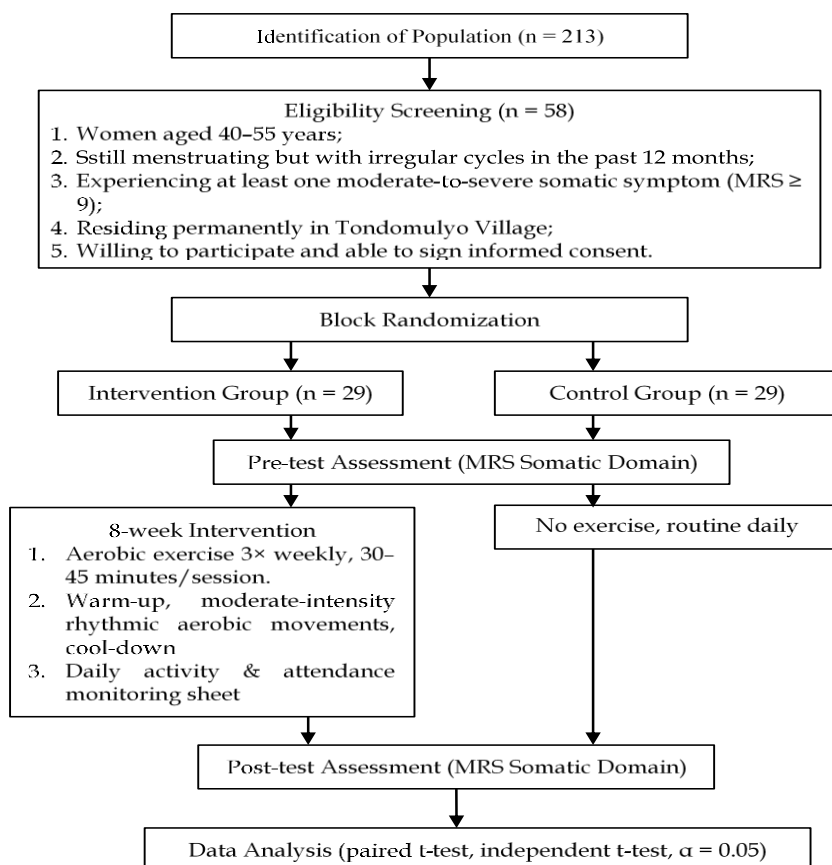 Identification of Population (n = 213)
Eligibility Screening (n = 58)
1. Women aged 40–55 years;
2. Sstill menstruating but with irregular cycles in the past 12 months;
3. Experiencing at least one moderate-to-severe somatic symptom (MRS ≥
9);
4. Residing permanently in Tondomulyo Village;
5. Willing to participate and able to sign informed consent.
Block Randomization
Intervention Group (n = 29)
Control Group (n = 29)
Pre-test Assessment (MRS Somatic Domain)
8-week Intervention
1. Aerobic exercise 3× weekly, 30–
45 minutes/session.
2. Warm-up, moderate-intensity
rhythmic aerobic movements,
cool-down
3. Daily activity & attendance
monitoring sheet
No exercise, routine daily
Post-test Assessment (MRS Somatic Domain)
Data Analysis (paired t-test, independent t-test, α = 0.05)